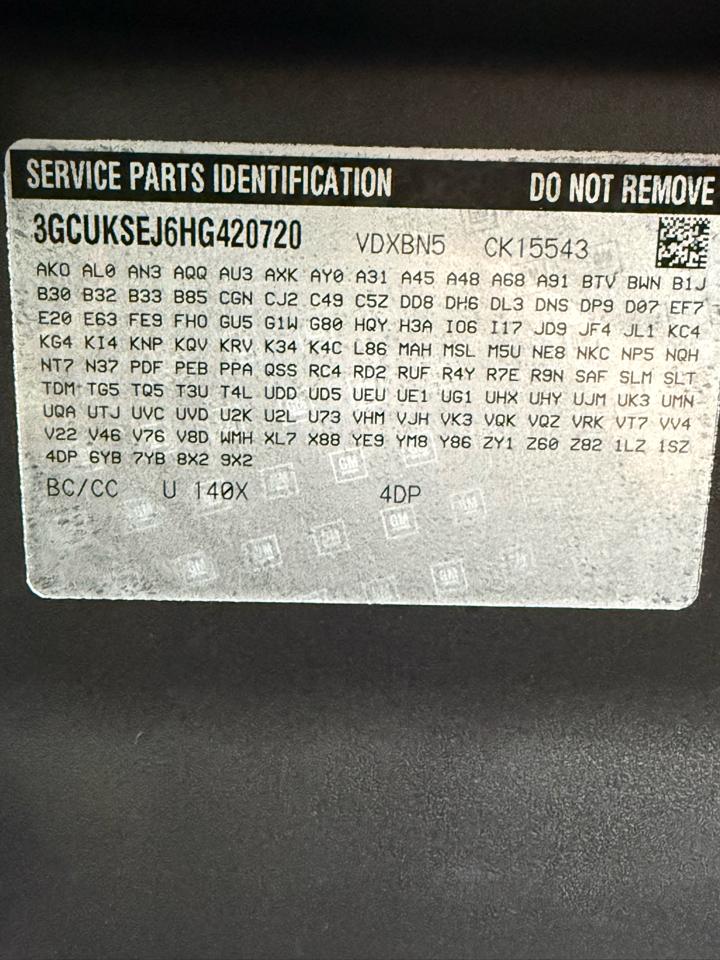 SERVICE PARTS IDENTIFICATION DO NOT REMOVE
3GCUKSEJ6HG420720 VDXBN5 CK15543
AKO AL0 AN3 AQQ AU3 AXK AY0 A31 A45 A48 A68 A91 BTV BWN B1J
B30 B32 B33 B85 CGN CJ2 C49 C5Z DD8 DH6 DL3 DNS DP9 D07 EF7
E20 E63 FE9 FHO GU5 G1W G80 HQY H3A I06 I17 JD9 JF4 JL1 KC4
KG4 KI4 KNP KQV KRV K34 K4C L86 MAH MSL M5U NE8 NKC NP5 NQH
NT7 N37 PDF PEB PPA QSS RC4 RD2 RUF R4Y R7E R9N SAF SLM SLT
TDM TG5 TQ5 T3U T4L UDD UD5 UEU UE1 UG1 UHX UHY UJM UK3 UMN
UQA UTJ UVC UVD U2K U2L U73 VHM VJH VK3 VQK VQZ VRK VT7 VV4
V22 V46 V76 V8D WMH XL7 X88 YE9 YM8 Y86 ZY1 Z60 Z82 1LZ 1SZ
4DP 6YB 7YB 8X2 9X2
BC/CC U 140X 4DP
GM
GM
GM
GM
GM
GM